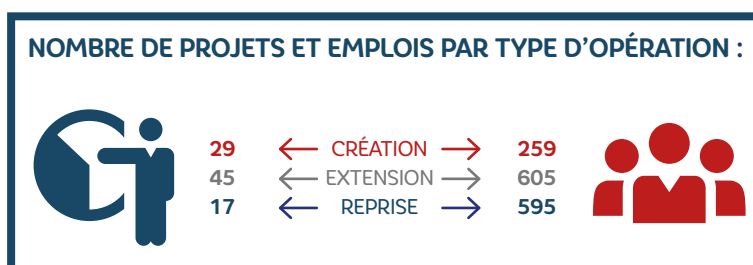 NOMBRE DE PROJETS ET EMPLOIS PAR TYPE D'OPÉRATION :
29 CRÉATION 259
45 EXTENSION 605
17 REPRISE 595